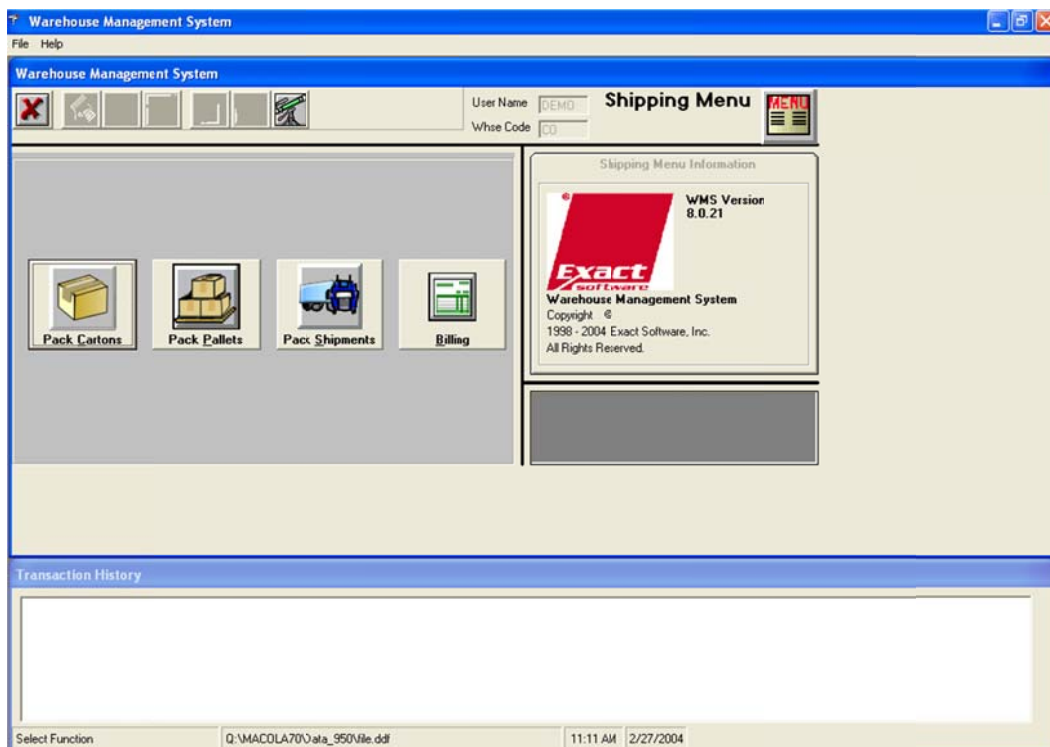 Warehouse Management System
File Help
Warehouse Management System
User Name DEMO
Whse Code CO
Shipping Menu
MENU
Shipping Menu Information
WMS Version
8.0.21
®
Exact
software
Warehouse Management System
Copyright ©
1998 - 2004 Exact Software, Inc.
All Rights Reserved.
Pack Cartons
Pack Pallets
Pack Shipments
Billing
Transaction History
Select Function
Q:\MACOLA70\Data_950\file.ddf
11:11 AM
2/27/2004